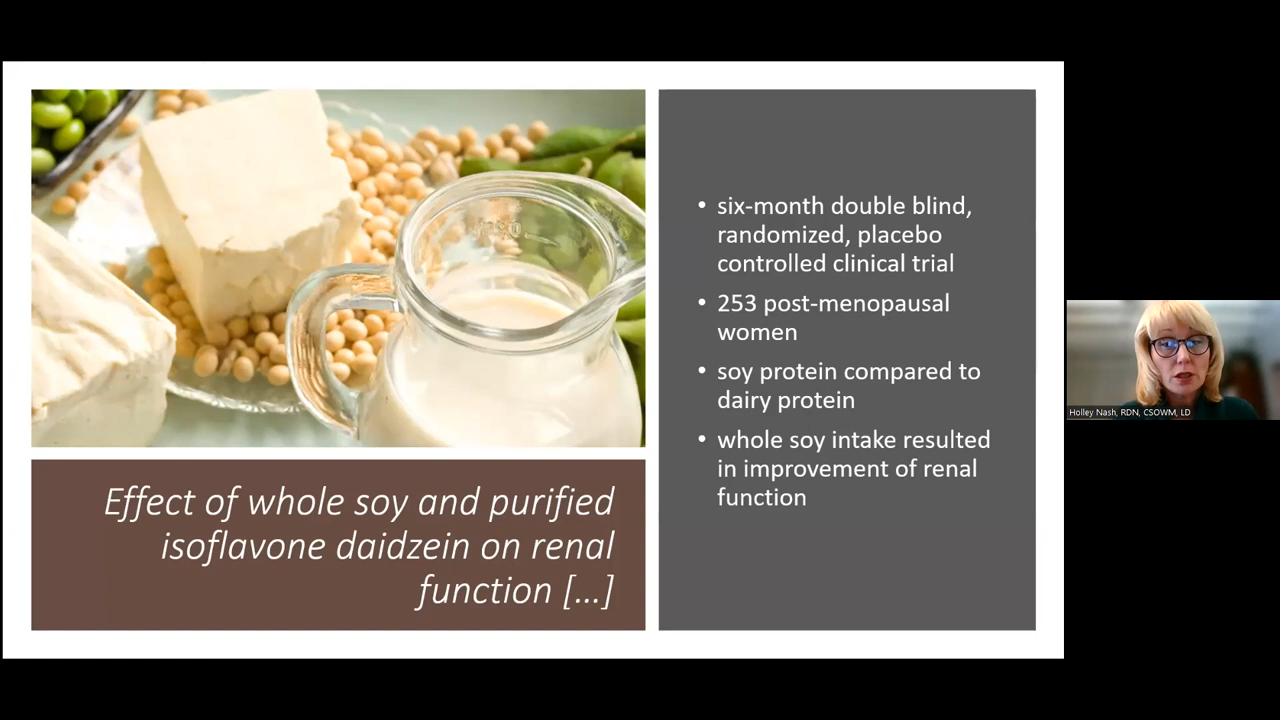 Effect of whole soy and purified
isoflavone daidzein on renal
function [...]
• six-month double blind,
randomized, placebo
controlled clinical trial
• 253 post-menopausal
women
• soy protein compared to
dairy protein
• whole soy intake resulted
in improvement of renal
function
Holley Nash, RDN, CSOWM, LD